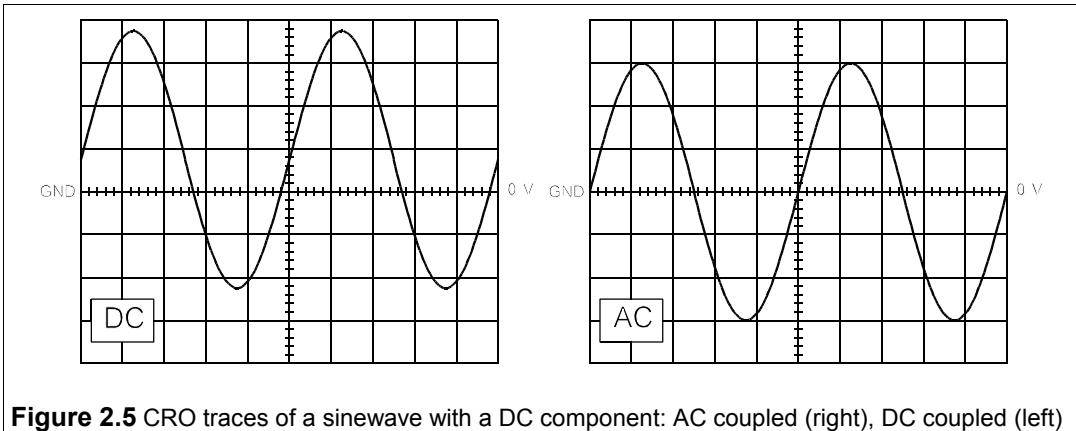 GND
0 V
DC
GND
0 V
AC
Figure 2.5 CRO traces of a sinewave with a DC component: AC coupled (right), DC coupled (left)